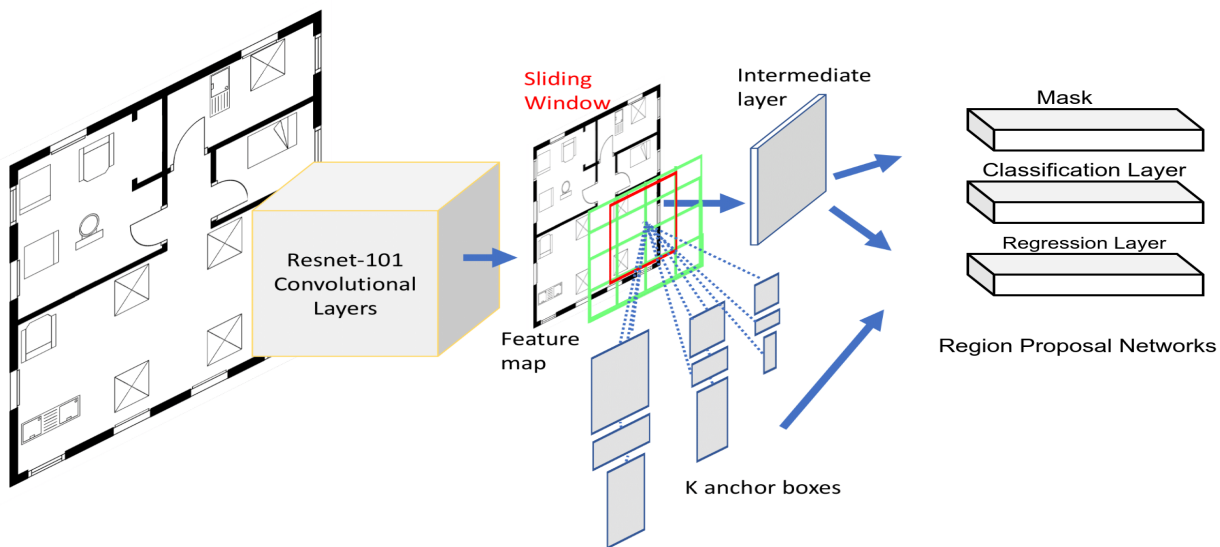 Sliding
Window
Intermediate
layer
Mask
Classification Layer
Regression Layer
Resnet-101
Convolutional
Layers
Feature
map
Region Proposal Networks
K anchor boxes